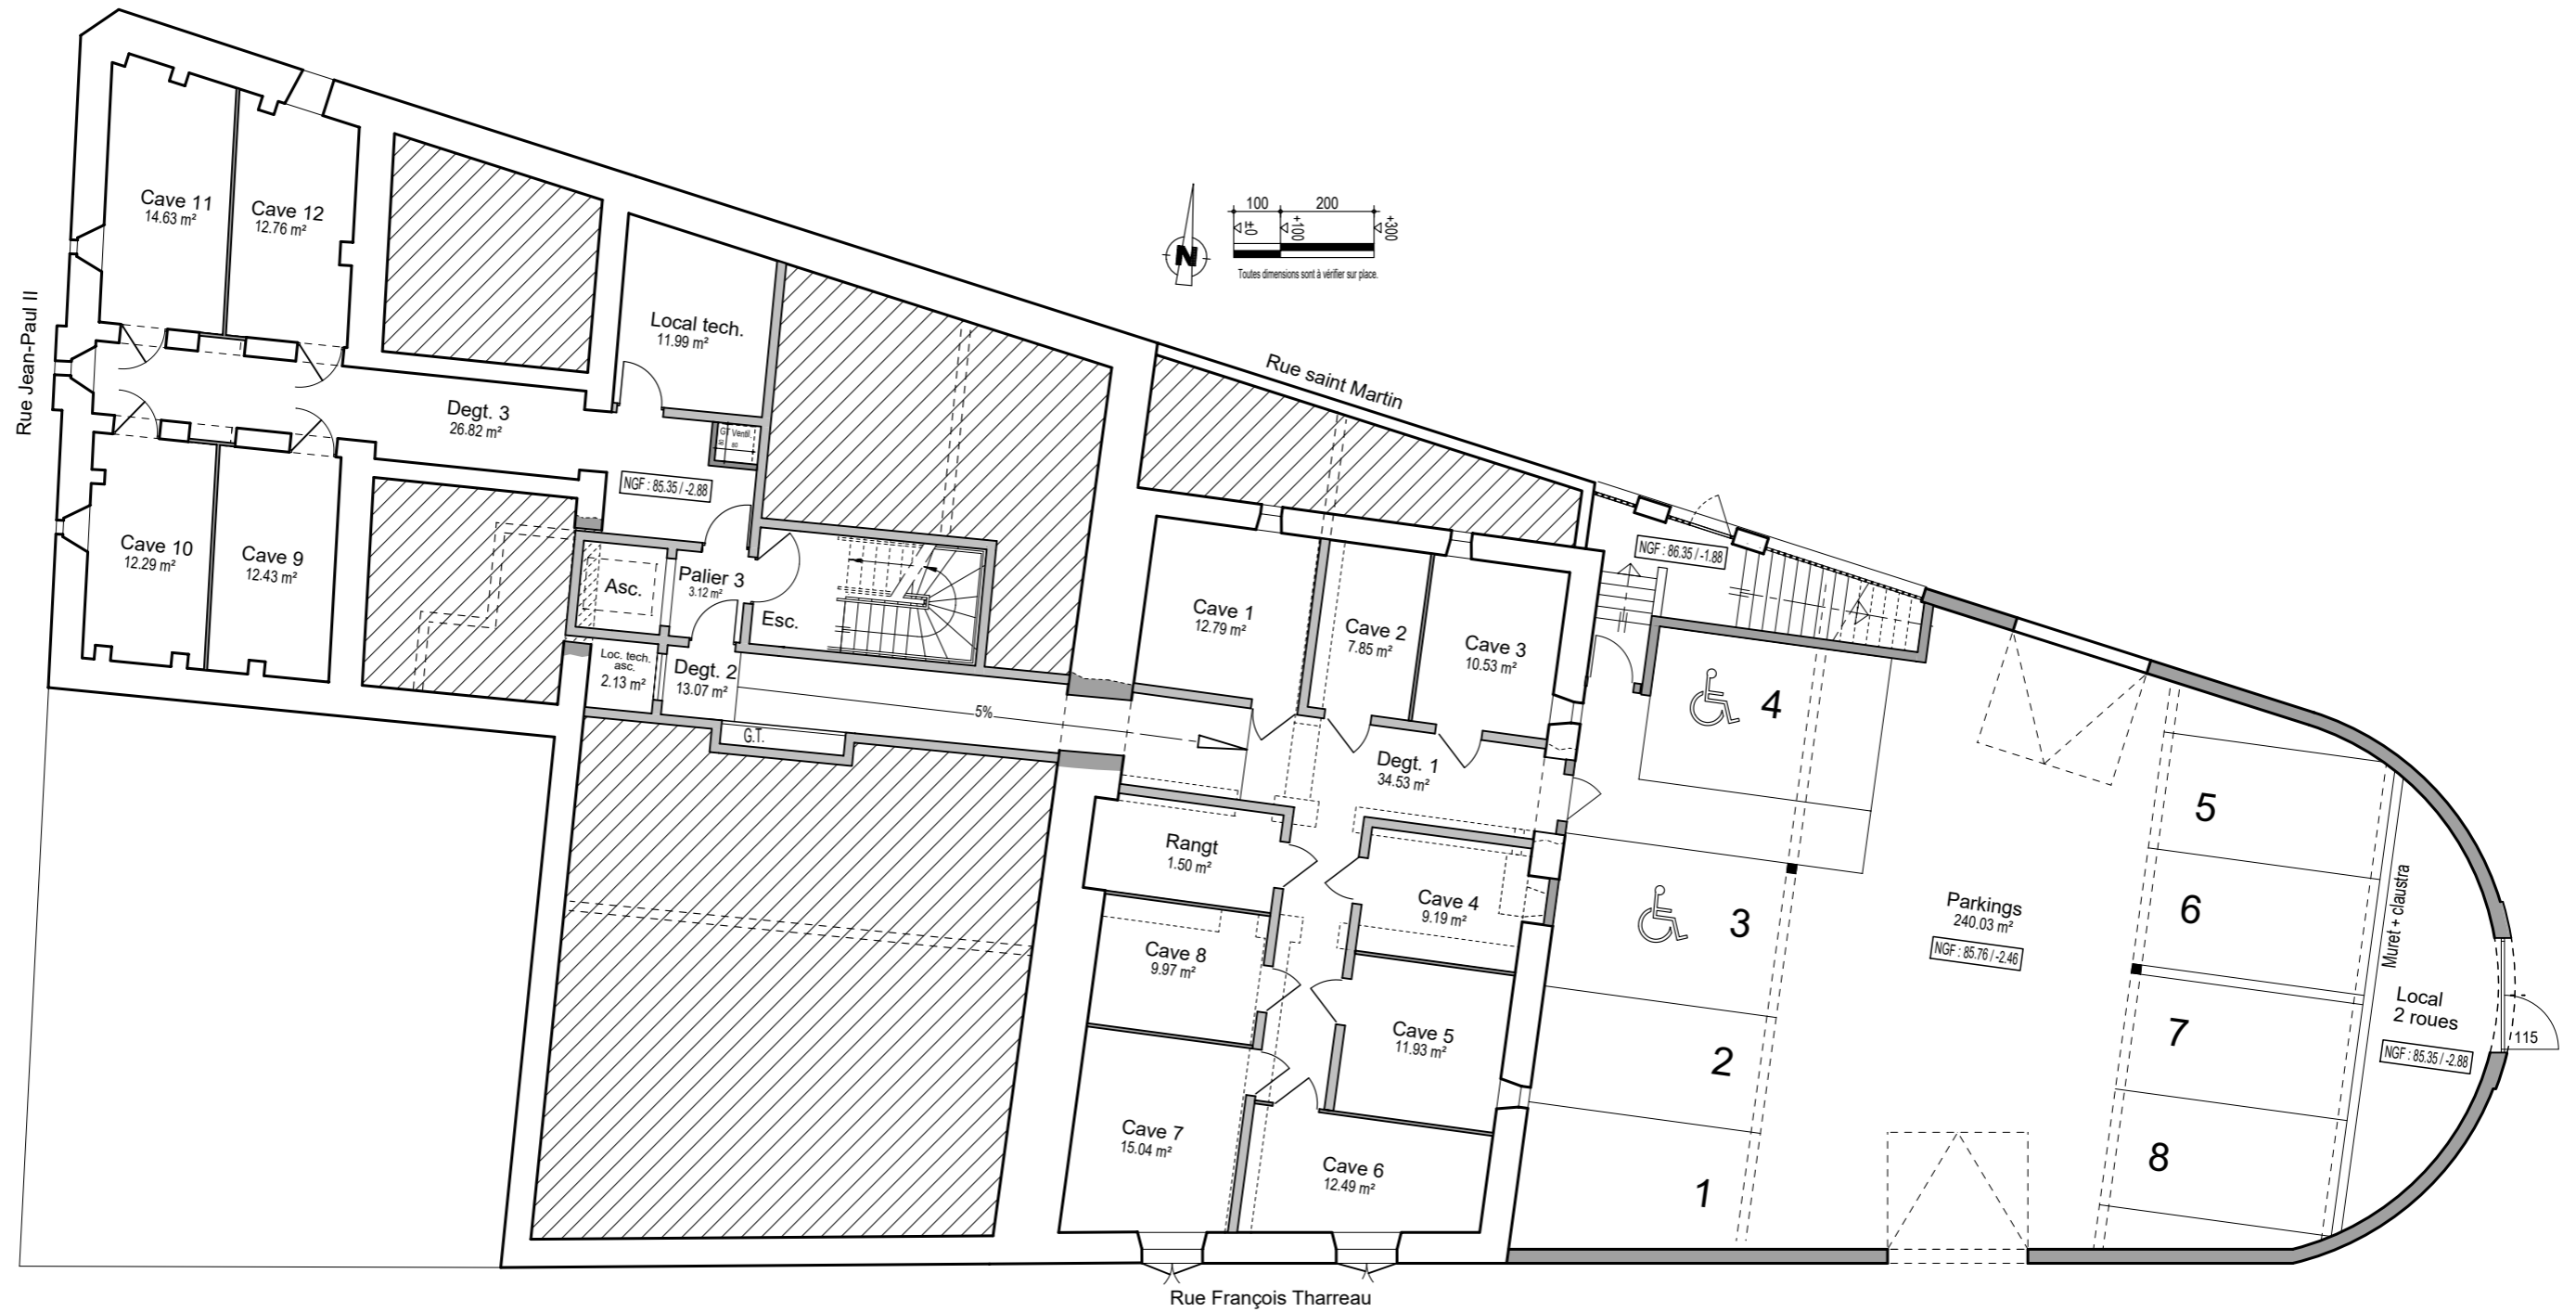 Cave 11
14.63 m²
Cave 12
12.76 m²
Rue Jean-Paul II
Local tech.
11.99 m²
Degt. 3
26.82 m²
GT Ventil.
NGF : 85.35 / -2.88
Cave 10
12.29 m²
Cave 9
12.43 m²
Asc.
Palier 3
3.12 m²
Esc.
Loc. tech.
asc.
2.13 m²
Degt. 2
13.07 m²
G.T.
5%
N
100
200
±0
+100
+300
Toutes dimensions sont à vérifier sur place.
Rue saint Martin
Cave 1
12.79 m²
Cave 2
7.85 m²
Cave 3
10.53 m²
NGF : 86.35 / -1.88
Degt. 1
34.53 m²
Rangt
1.50 m²
Cave 8
9.97 m²
Cave 7
15.04 m²
Cave 4
9.19 m²
Cave 5
11.93 m²
Cave 6
12.49 m²
4
3
2
1
Parkings
240.03 m²
NGF : 85.76 / -2.46
5
6
7
8
Muret + claustra
Local
2 roues
NGF : 85.35 / -2.88
115
Rue François Tharreau